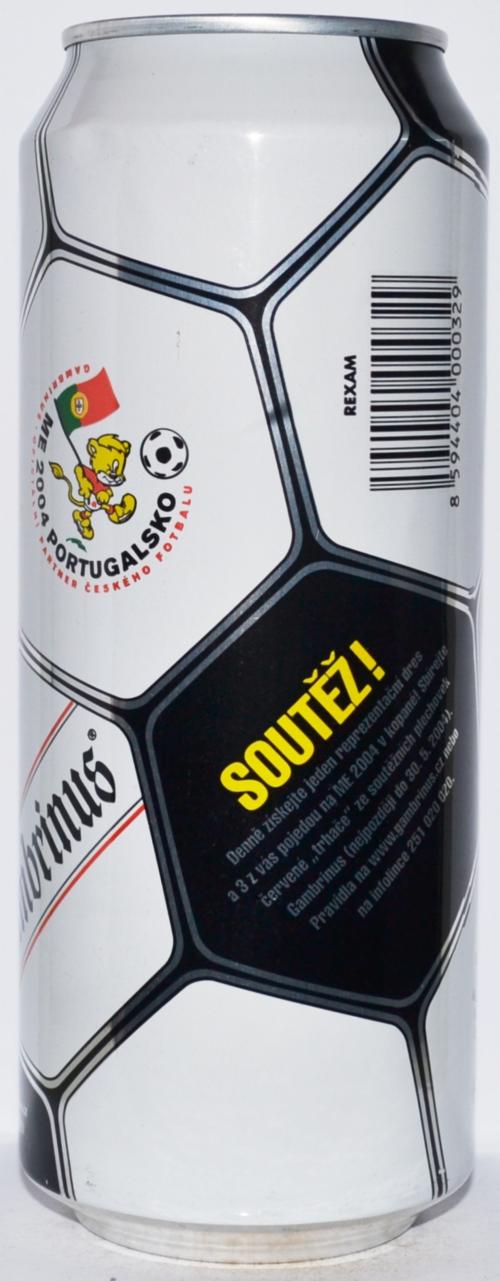 REXAM
8 594404 000329
GAMBRINUS - OFICIÁLNÍ PARTNER ČESKÉHO FOTBALU
ME 2004 PORTUGALSKO
SOUTĚŽ!
Denně získejte jeden reprezentační dres
a 3 z vás pojedou na ME 2004 v kopané! Sbírejte
červené „trhače" ze soutěžních plechovek
Gambrinus (nejpozději do 30. 5. 2004).
Pravidla na www.gambrinus.cz nebo
na infolince 251 020 020.
brinus®